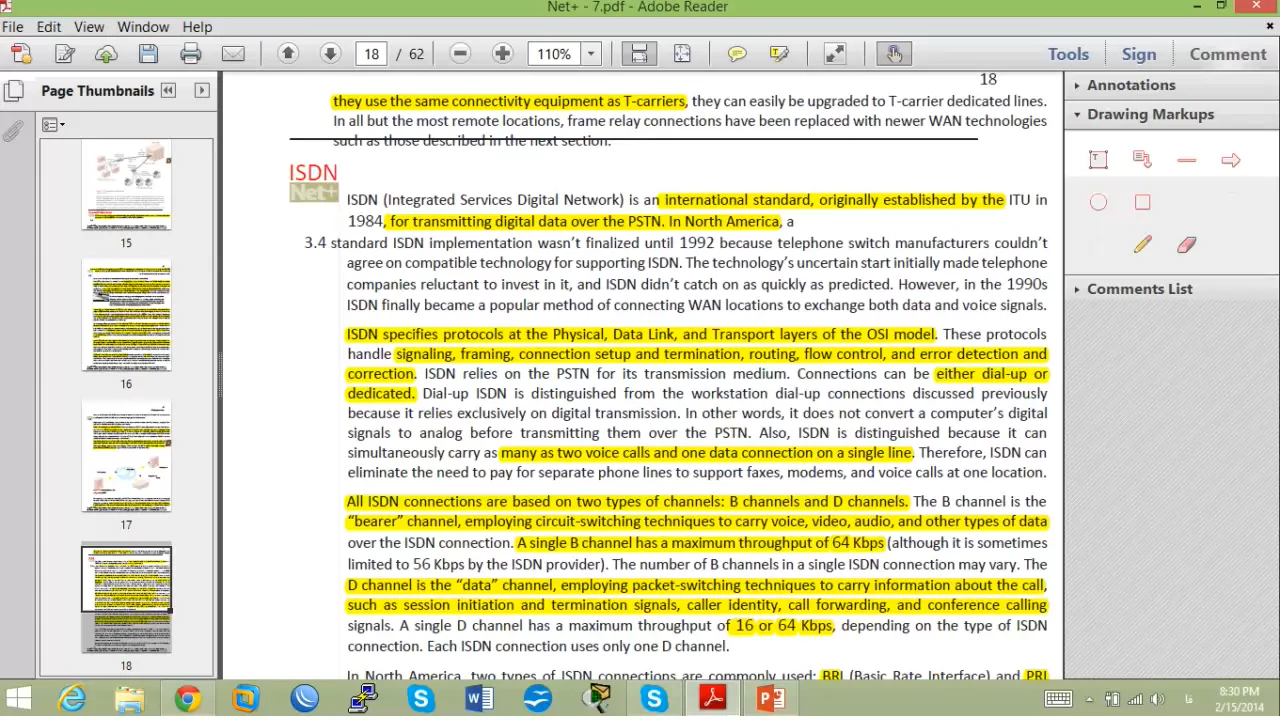 Net+ - 7.pdf - Adobe Reader
File Edit View Window Help
18 / 62 110% Tools Sign Comment
Page Thumbnails
15
16
17
18
18
they use the same connectivity equipment as T-carriers, they can easily be upgraded to T-carrier dedicated lines.
In all but the most remote locations, frame relay connections have been replaced with newer WAN technologies
such as those described in the next section.
ISDN
Net+
ISDN (Integrated Services Digital Network) is an international standard, originally established by the ITU in
1984, for transmitting digital data over the PSTN. In North America, a
3.4 standard ISDN implementation wasn't finalized until 1992 because telephone switch manufacturers couldn't
agree on compatible technology for supporting ISDN. The technology's uncertain start initially made telephone
companies reluctant to invest in it, and ISDN didn't catch on as quickly as predicted. However, in the 1990s
ISDN finally became a popular method of connecting WAN locations to exchange both data and voice signals.
ISDN specifies protocols at the Physical, Data Link, and Transport layers of the OSI model. These protocols
handle signaling, framing, connection setup and termination, routing, flow control, and error detection and
correction. ISDN relies on the PSTN for its transmission medium. Connections can be either dial-up or
dedicated. Dial-up ISDN is distinguished from the workstation dial-up connections discussed previously
because it relies exclusively on digital transmission. In other words, it does not convert a computer's digital
signals to analog before transmitting them over the PSTN. Also, ISDN is distinguished because it can
simultaneously carry as many as two voice calls and one data connection on a single line. Therefore, ISDN can
eliminate the need to pay for separate phone lines to support faxes, modems, and voice calls at one location.
All ISDN connections are based on two types of channels: B channels and D channels. The B channel is the
“bearer” channel, employing circuit-switching techniques to carry voice, video, audio, and other types of data
over the ISDN connection. A single B channel has a maximum throughput of 64 Kbps (although it is sometimes
limited to 56 Kbps by the ISDN provider). The number of B channels in a single ISDN connection may vary. The
D channel is the “data” channel, employing packet-switching techniques to carry information about the call,
such as session initiation and termination signals, caller identity, call forwarding, and conference calling
signals. A single D channel has a maximum throughput of 16 or 64 Kbps, depending on the type of ISDN
connection. Each ISDN connection uses only one D channel.
In North America, two types of ISDN connections are commonly used: BRI (Basic Rate Interface) and PRI
Annotations
Drawing Markups
Comments List
8:30 PM
2/15/2014